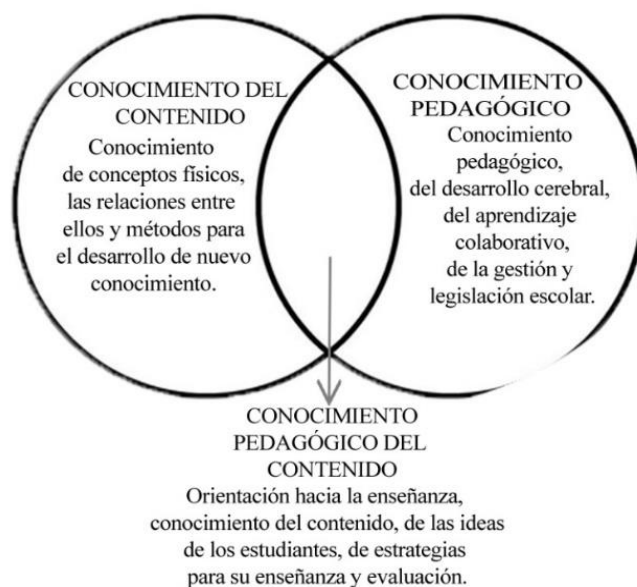 CONOCIMIENTO DEL
CONTENIDO
Conocimiento
de conceptos físicos,
las relaciones entre
ellos y métodos para
el desarrollo de nuevo
conocimiento.
CONOCIMIENTO
PEDAGÓGICO
Conocimiento
pedagógico,
del desarrollo cerebral,
del aprendizaje
colaborativo,
de la gestión y
legislación escolar.
CONOCIMIENTO
PEDAGÓGICO DEL
CONTENIDO
Orientación hacia la enseñanza,
conocimiento del contenido, de las ideas
de los estudiantes, de estrategias
para su enseñanza y evaluación.